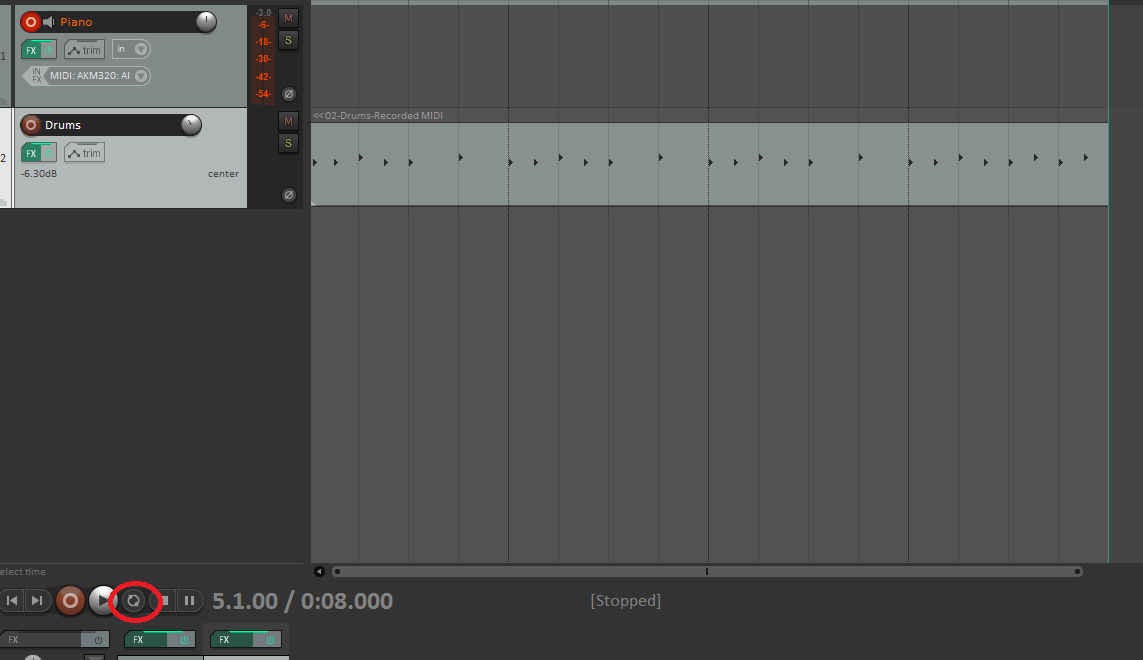 Piano
-3.0
M
-6-
FX
trim
in
-18-
S
1
-30-
IN
FX
MIDI: AKM320: Al
-42-
-54-
Ø
Drums
M
<< 02-Drums-Recorded MIDI
FX
trim
S
2
-6.30dB
center
Ø
elect time
5.1.00 / 0:08.000
[Stopped]
FX
FX
FX